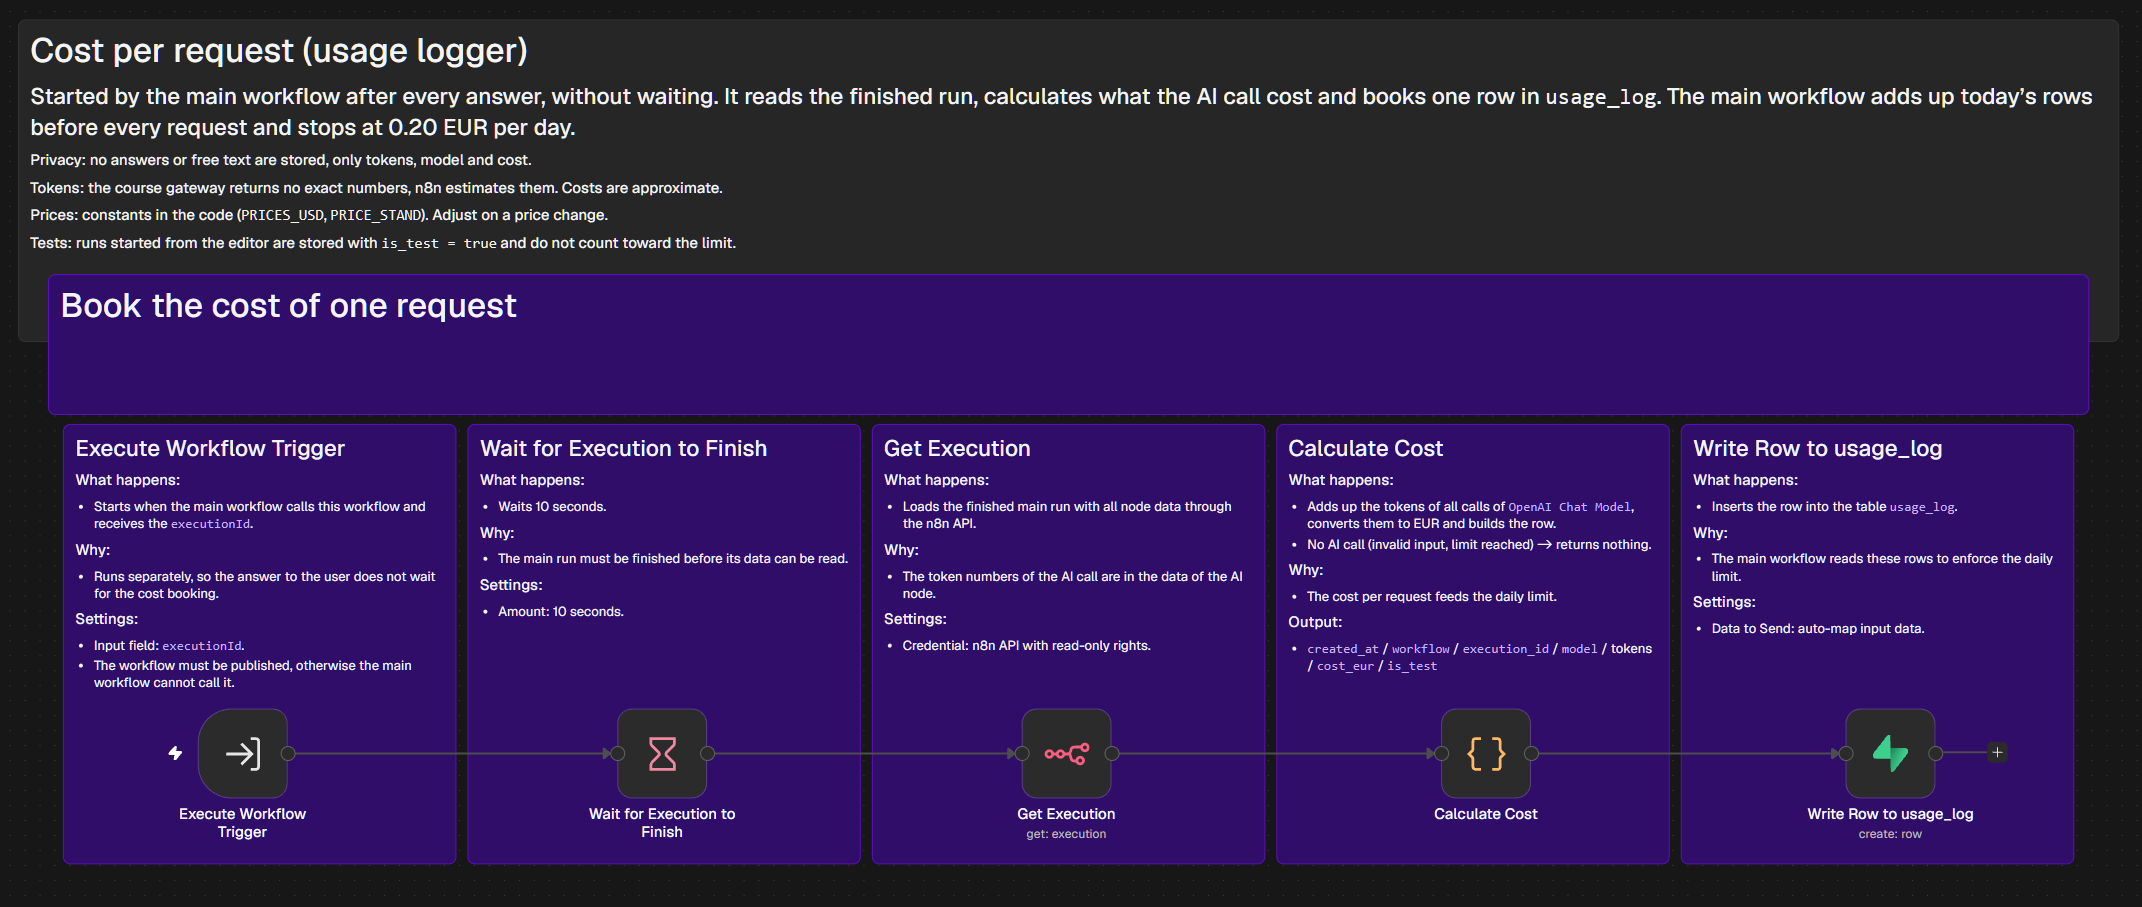 Cost per request (usage logger)
Started by the main workflow after every answer, without waiting. It reads the finished run, calculates what the AI call cost and books one row in usage_log. The main workflow adds up today's rows
before every request and stops at 0.20 EUR per day.
Privacy: no answers or free text are stored, only tokens, model and cost.
Tokens: the course gateway returns no exact numbers, n8n estimates them. Costs are approximate.
Prices: constants in the code (PRICES_USD, PRICE_STAND). Adjust on a price change.
Tests: runs started from the editor are stored with is_test = true and do not count toward the limit.
Book the cost of one request
Execute Workflow Trigger
What happens:
• Starts when the main workflow calls this workflow and
receives the executionId.
Why:
• Runs separately, so the answer to the user does not wait
for the cost booking.
Settings:
• Input field: executionId.
• The workflow must be published, otherwise the main
workflow cannot call it.
Execute Workflow
Trigger
Wait for Execution to Finish
What happens:
• Waits 10 seconds.
Why:
• The main run must be finished before its data can be read.
Settings:
• Amount: 10 seconds.
Wait for Execution to
Finish
Get Execution
What happens:
• Loads the finished main run with all node data through
the n8n API.
Why:
• The token numbers of the AI call are in the data of the AI
node.
Settings:
• Credential: n8n API with read-only rights.
Get Execution
get: execution
Calculate Cost
What happens:
• Adds up the tokens of all calls of OpenAI Chat Model,
converts them to EUR and builds the row.
• No AI call (invalid input, limit reached) → returns nothing.
Why:
• The cost per request feeds the daily limit.
Output:
• created_at / workflow / execution_id / model / tokens
/ cost_eur / is_test
Calculate Cost
Write Row to usage_log
What happens:
• Inserts the row into the table usage_log.
Why:
• The main workflow reads these rows to enforce the daily
limit.
Settings:
• Data to Send: auto-map input data.
Write Row to usage_log
create: row